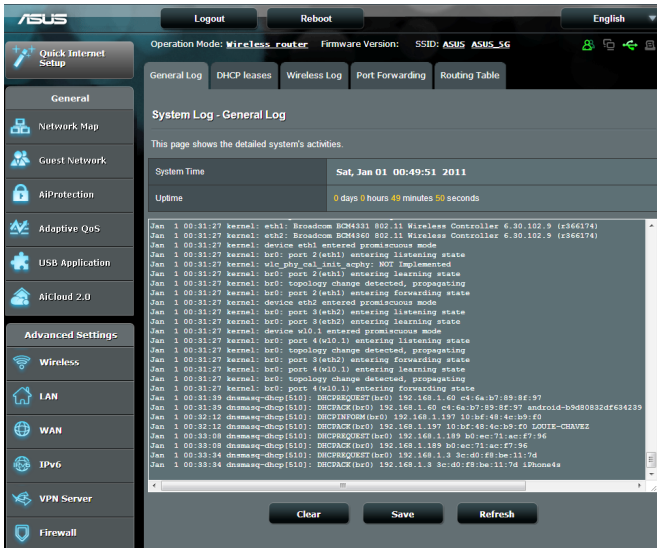 ASUS
Logout
Reboot
English
Quick Internet
Setup
Operation Mode: Wireless router Firmware Version: SSID: ASUS ASUS_5G
General Log
DHCP leases
Wireless Log
Port Forwarding
Routing Table
General
Network Map
Guest Network
AiProtection
Adaptive QoS
USB Application
AiCloud 2.0
Advanced Settings
Wireless
LAN
WAN
IPv6
VPN Server
Firewall
System Log - General Log
This page shows the detailed system's activities.
System Time
Sat, Jan 01 00:49:51 2011
Uptime
0 days 0 hours 49 minutes 50 seconds
Jan 1 00:31:27 kernel: eth1: Broadcom BCM4331 802.11 Wireless Controller 6.30.102.9 (r366174)
Jan 1 00:31:27 kernel: eth2: Broadcom BCM4360 802.11 Wireless Controller 6.30.102.9 (r366174)
Jan 1 00:31:27 kernel: device eth1 entered promiscuous mode
Jan 1 00:31:27 kernel: br0: port 2(eth1) entering listening state
Jan 1 00:31:27 kernel: wlc_phy_cal_init_acphy: NOT Implemented
Jan 1 00:31:27 kernel: br0: port 2(eth1) entering learning state
Jan 1 00:31:27 kernel: br0: topology change detected, propagating
Jan 1 00:31:27 kernel: br0: port 2(eth1) entering forwarding state
Jan 1 00:31:27 kernel: device eth2 entered promiscuous mode
Jan 1 00:31:27 kernel: br0: port 3(eth2) entering listening state
Jan 1 00:31:27 kernel: br0: port 3(eth2) entering learning state
Jan 1 00:31:27 kernel: device wl0.1 entered promiscuous mode
Jan 1 00:31:27 kernel: br0: port 4(wl0.1) entering listening state
Jan 1 00:31:27 kernel: br0: topology change detected, propagating
Jan 1 00:31:27 kernel: br0: port 3(eth2) entering forwarding state
Jan 1 00:31:27 kernel: br0: port 4(wl0.1) entering learning state
Jan 1 00:31:27 kernel: br0: topology change detected, propagating
Jan 1 00:31:27 kernel: br0: port 4(wl0.1) entering forwarding state
Jan 1 00:31:39 dnsmasq-dhcp[510]: DHCPREQUEST(br0) 192.168.1.60 c4:6a:b7:89:8f:97
Jan 1 00:31:39 dnsmasq-dhcp[510]: DHCPACK(br0) 192.168.1.60 c4:6a:b7:89:8f:97 android-b9d80832df634239
Jan 1 00:32:12 dnsmasq-dhcp[510]: DHCPINFORM(br0) 192.168.1.197 10:bf:48:4c:b9:f0
Jan 1 00:32:12 dnsmasq-dhcp[510]: DHCPACK(br0) 192.168.1.197 10:bf:48:4c:b9:f0 LOUIE-CHAVEZ
Jan 1 00:33:08 dnsmasq-dhcp[510]: DHCPREQUEST(br0) 192.168.1.189 b0:ec:71:ac:f7:96
Jan 1 00:33:08 dnsmasq-dhcp[510]: DHCPACK(br0) 192.168.1.189 b0:ec:71:ac:f7:96
Jan 1 00:33:34 dnsmasq-dhcp[510]: DHCPREQUEST(br0) 192.168.1.3 3c:d0:f8:be:11:7d
Jan 1 00:33:34 dnsmasq-dhcp[510]: DHCPACK(br0) 192.168.1.3 3c:d0:f8:be:11:7d iPhone4s
Clear
Save
Refresh